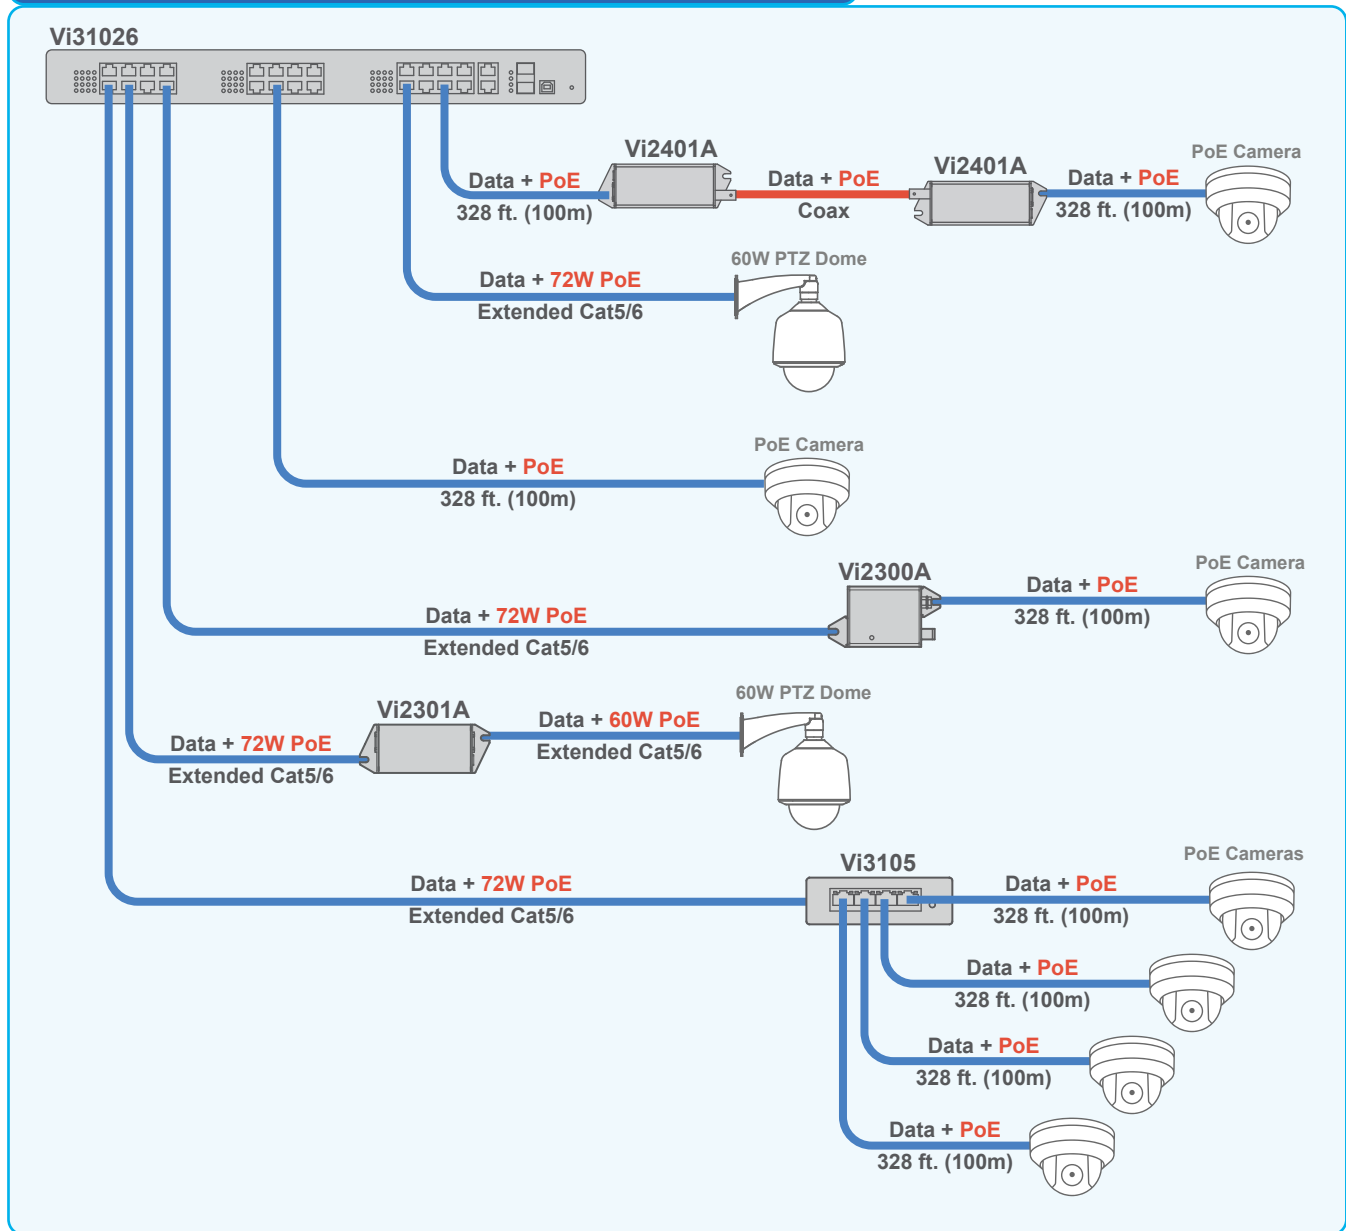 Vi31026
Vi2401A
Data + PoE
328 ft. (100m)
Data + PoE
Coax
Vi2401A
Data + PoE
328 ft. (100m)
PoE Camera
60W PTZ Dome
Data + 72W PoE
Extended Cat5/6
PoE Camera
Data + PoE
328 ft. (100m)
Vi2300A
PoE Camera
Data + PoE
328 ft. (100m)
Data + 72W PoE
Extended Cat5/6
Vi2301A
60W PTZ Dome
Data + 60W PoE
Extended Cat5/6
Data + 72W PoE
Extended Cat5/6
Vi3105
PoE Cameras
Data + 72W PoE
Extended Cat5/6
Data + PoE
328 ft. (100m)
Data + PoE
328 ft. (100m)
Data + PoE
328 ft. (100m)
Data + PoE
328 ft. (100m)